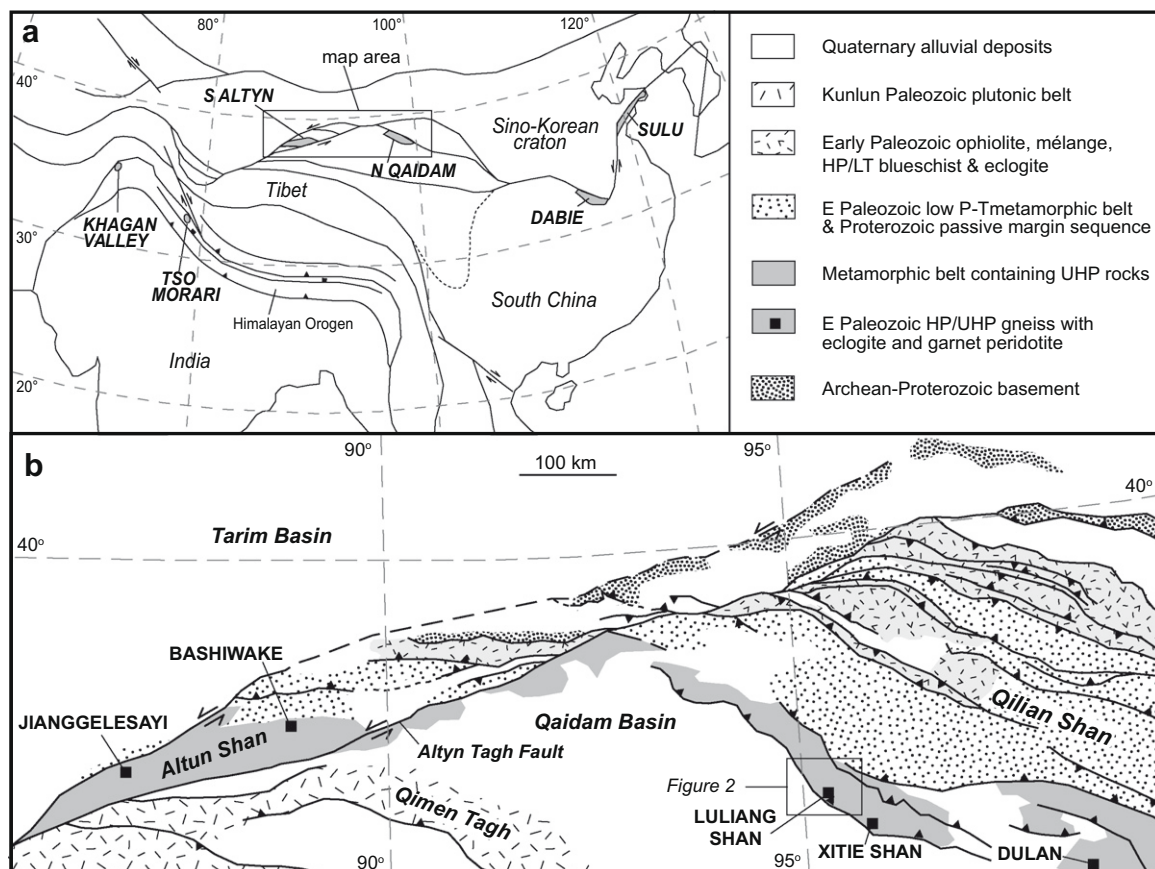 a
80°
100°
120°
map area
40°
S ALTYN
Sino-Korean
craton
SULU
N QAIDAM
Tibet
DABIE
KHAGAN
VALLEY
30°
TSO
MORARI
South China
Himalayan Orogen
India
20°
Quaternary alluvial deposits
Kunlun Paleozoic plutonic belt
Early Paleozoic ophiolite, mélange,
HP/LT blueschist & eclogite
E Paleozoic low P-Tmetamorphic belt
& Proterozoic passive margin sequence
Metamorphic belt containing UHP rocks
E Paleozoic HP/UHP gneiss with
eclogite and garnet peridotite
Archean-Proterozoic basement
b
90°
100 km
95°
40°
Tarim Basin
40°
BASHIWAKE
JIANGGELESAYI
Altun Shan
Qaidam Basin
Qilian Shan
Altyn Tagh Fault
Figure 2
Qimen Tagh
LULIANG
SHAN
XITIE SHAN
DULAN
90°
95°